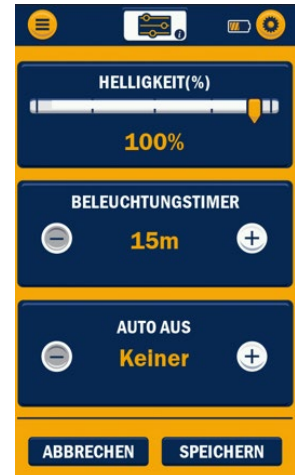 HELLIGKEIT(%)
100%
BELEUCHTUNGSTIMER
15m
AUTO AUS
Keiner
ABBRECHEN SPEICHERN